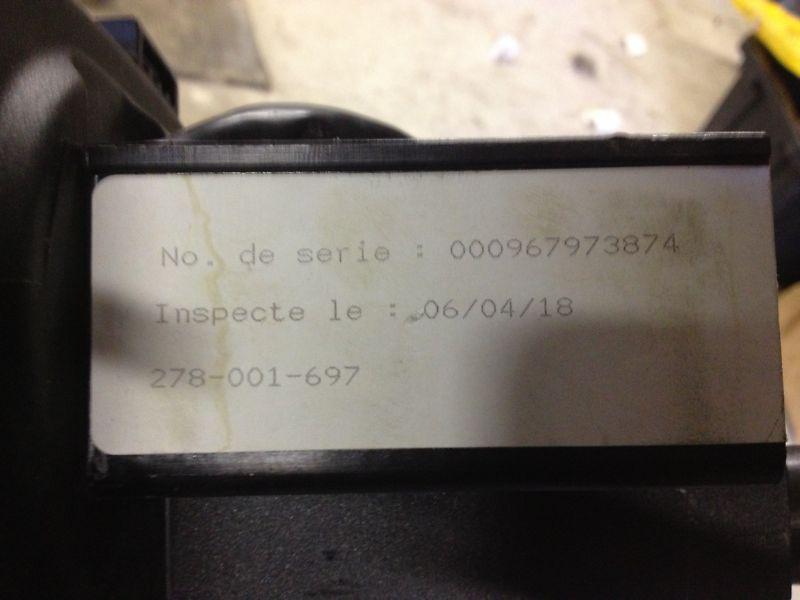 No. de serie : 000967973874
Inspecte le : 06/04/18
278-001-697